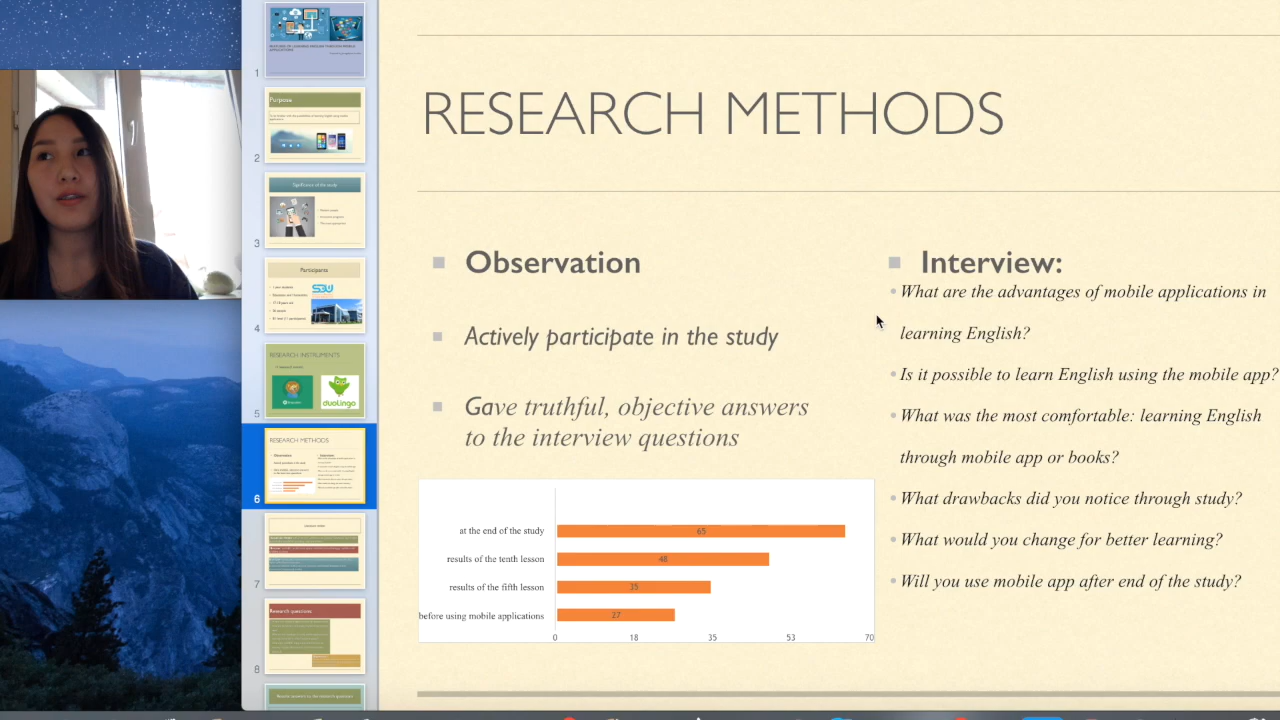 1
Purpose
2
Significance of the study
3
Participants
4
RESEARCH INSTRUMENTS
duolingo
5
RESEARCH METHODS
6
7
Research questions
8
RESEARCH METHODS
Observation
Actively participate in the study
Gave truthful, objective answers
to the interview questions
at the end of the study
65
results of the tenth lesson
48
results of the fifth lesson
35
before using mobile applications
27
0 18 35 53 70
Interview:
What are the advantages of mobile applications in
learning English?
Is it possible to learn English using the mobile app?
What was the most comfortable: learning English
through mobile app or books?
What drawbacks did you notice through study?
What would you change for better learning?
Will you use mobile app after end of the study?